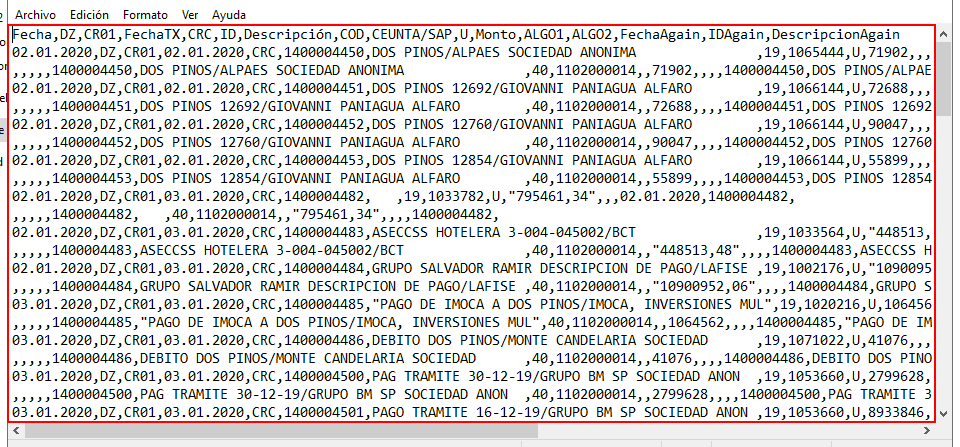 Archivo Edición Formato Ver Ayuda
Fecha,DZ,CR01,FechaTX,CRC,ID,Descripción,COD,CEUNTA/SAP,U,Monto,ALGO1,ALGO2,FechaAgain,IDAgain,DescripcionAgain
02.01.2020,DZ,CR01,02.01.2020,CRC,1400004450,DOS PINOS/ALPAES SOCIEDAD ANONIMA ,19,1065444,U,71902,,,
,,,,,1400004450,DOS PINOS/ALPAES SOCIEDAD ANONIMA ,40,1102000014,,71902,,,,1400004450,DOS PINOS/ALPAE
02.01.2020,DZ,CR01,02.01.2020,CRC,1400004451,DOS PINOS 12692/GIOVANNI PANIAGUA ALFARO ,19,1066144,U,72688,,,
,,,,,1400004451,DOS PINOS 12692/GIOVANNI PANIAGUA ALFARO ,40,1102000014,,72688,,,,1400004451,DOS PINOS 12692
02.01.2020,DZ,CR01,02.01.2020,CRC,1400004452,DOS PINOS 12760/GIOVANNI PANIAGUA ALFARO ,19,1066144,U,90047,,,
,,,,,1400004452,DOS PINOS 12760/GIOVANNI PANIAGUA ALFARO ,40,1102000014,,90047,,,,1400004452,DOS PINOS 12760
02.01.2020,DZ,CR01,02.01.2020,CRC,1400004453,DOS PINOS 12854/GIOVANNI PANIAGUA ALFARO ,19,1066144,U,55899,,,
,,,,,1400004453,DOS PINOS 12854/GIOVANNI PANIAGUA ALFARO ,40,1102000014,,55899,,,,1400004453,DOS PINOS 12854
02.01.2020,DZ,CR01,03.01.2020,CRC,1400004482, ,19,1033782,U,"795461,34",,,02.01.2020,1400004482,
,,,,,1400004482, ,40,1102000014,,"795461,34",,,,1400004482,
02.01.2020,DZ,CR01,03.01.2020,CRC,1400004483,ASECCSS HOTELERA 3-004-045002/BCT ,19,1033564,U,"448513,
,,,,,1400004483,ASECCSS HOTELERA 3-004-045002/BCT ,40,1102000014,,"448513,48",,,,1400004483,ASECCSS H
02.01.2020,DZ,CR01,03.01.2020,CRC,1400004484,GRUPO SALVADOR RAMIR DESCRIPCION DE PAGO/LAFISE ,19,1002176,U,"1090095
,,,,,1400004484,GRUPO SALVADOR RAMIR DESCRIPCION DE PAGO/LAFISE ,40,1102000014,,"10900952,06",,,,1400004484,GRUPO S
03.01.2020,DZ,CR01,03.01.2020,CRC,1400004485,"PAGO DE IMOCA A DOS PINOS/IMOCA, INVERSIONES MUL",19,1020216,U,106456
,,,,,1400004485,"PAGO DE IMOCA A DOS PINOS/IMOCA, INVERSIONES MUL",40,1102000014,,1064562,,,,1400004485,"PAGO DE IM
03.01.2020,DZ,CR01,03.01.2020,CRC,1400004486,DEBITO DOS PINOS/MONTE CANDELARIA SOCIEDAD ,19,1071022,U,41076,,,
,,,,,1400004486,DEBITO DOS PINOS/MONTE CANDELARIA SOCIEDAD ,40,1102000014,,41076,,,,1400004486,DEBITO DOS PINO
03.01.2020,DZ,CR01,03.01.2020,CRC,1400004500,PAG TRAMITE 30-12-19/GRUPO BM SP SOCIEDAD ANON ,19,1053660,U,2799628,
,,,,,1400004500,PAG TRAMITE 30-12-19/GRUPO BM SP SOCIEDAD ANON ,40,1102000014,,2799628,,,,1400004500,PAG TRAMITE 3
03.01.2020,DZ,CR01,03.01.2020,CRC,1400004501,PAGO TRAMITE 16-12-19/GRUPO BM SP SOCIEDAD ANON ,19,1053660,U,8933846,